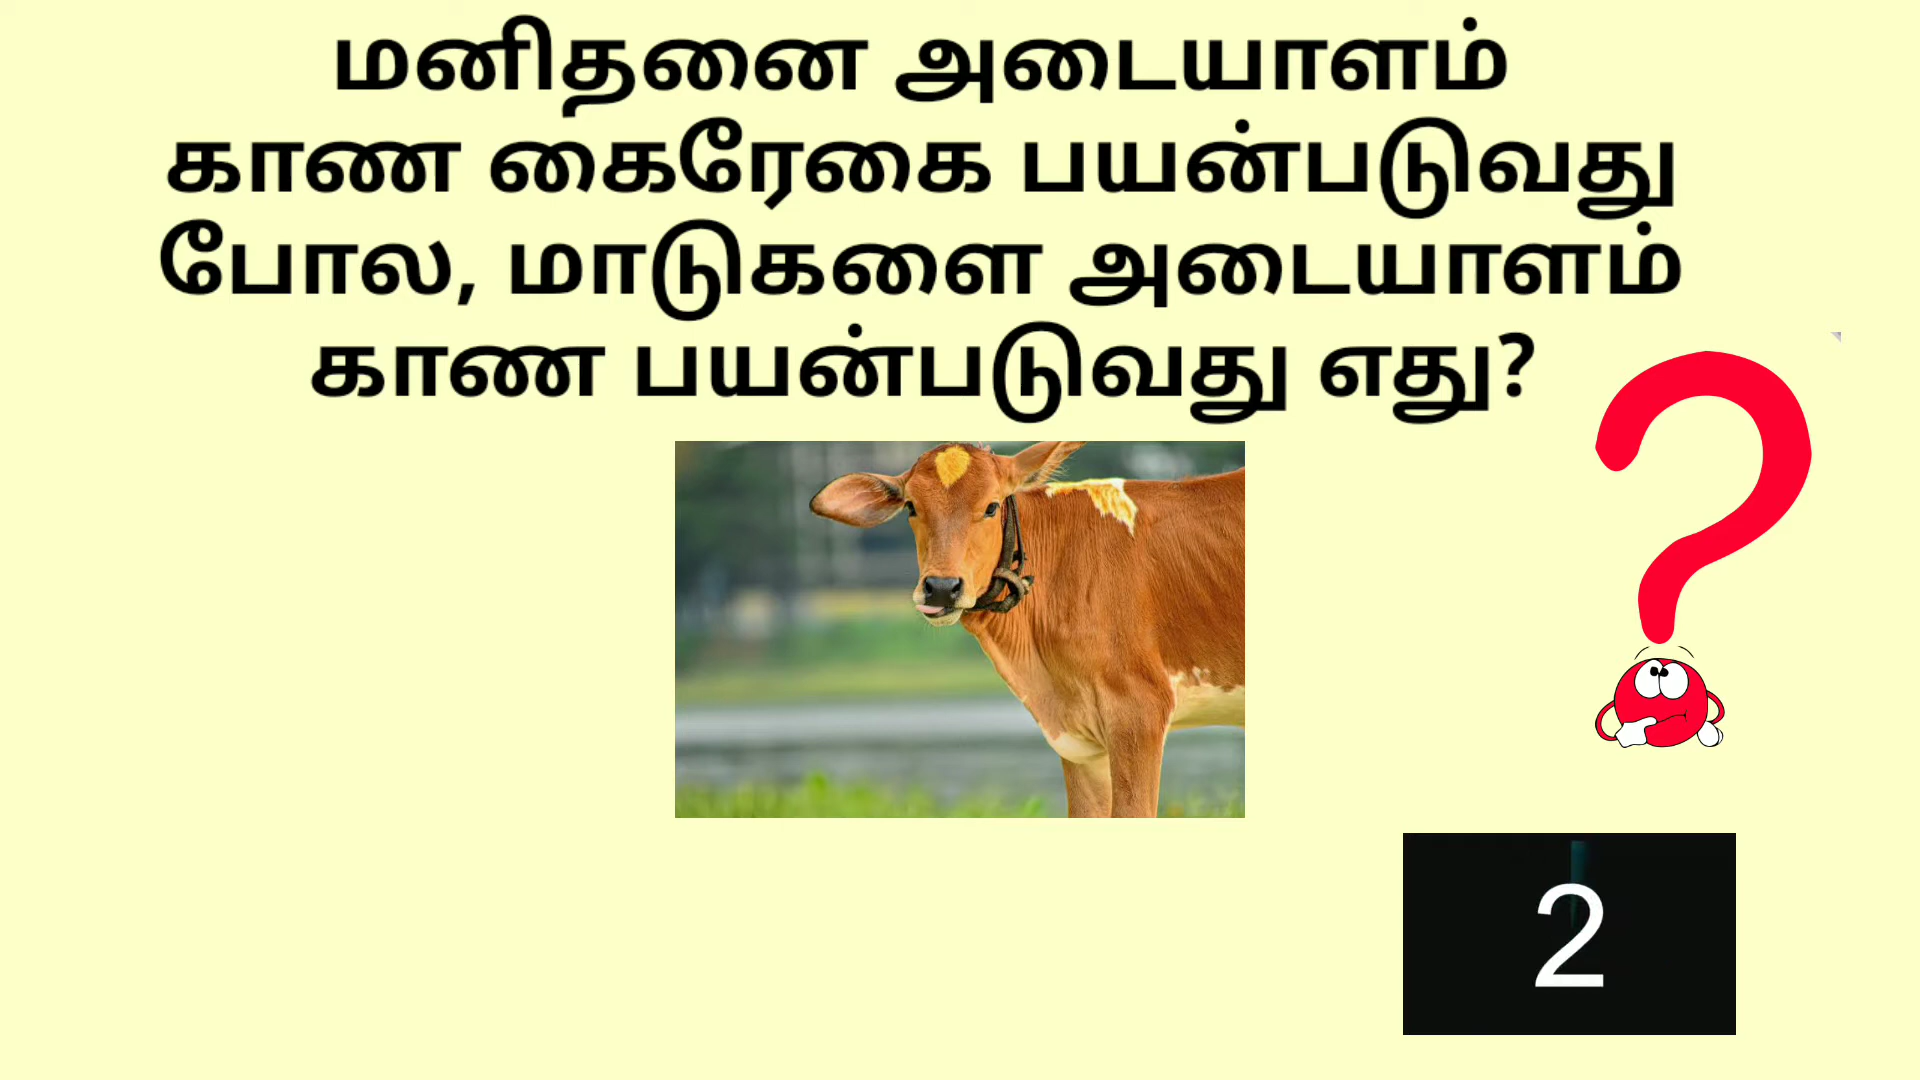 மனிதனை அடையாளம்
காண கைரேகை பயன்படுவது
போல, மாடுகளை அடையாளம்
காண பயன்படுவது எது?
2